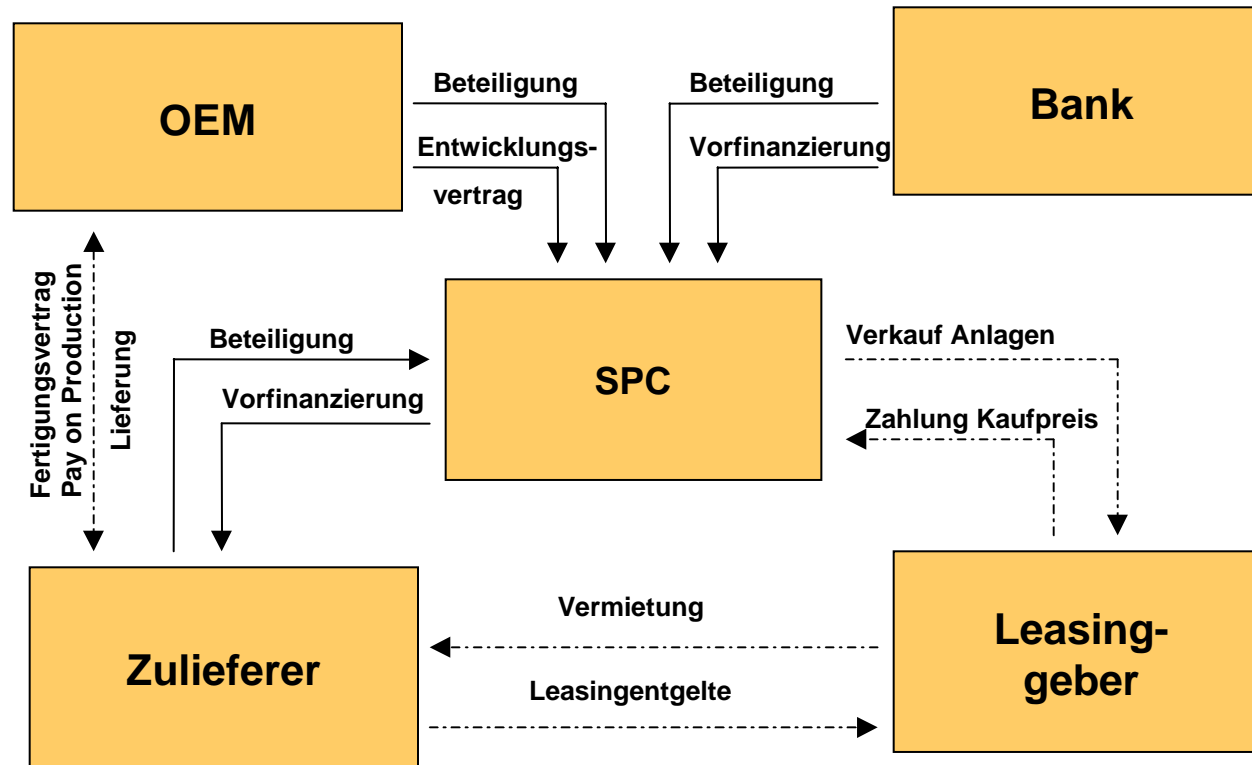 OEM
Beteiligung
Entwicklungs-
vertrag
Beteiligung
Vorfinanzierung
Bank
Fertigungsvertrag
Pay on Production
Lieferung
Beteiligung
Vorfinanzierung
SPC
Verkauf Anlagen
Zahlung Kaufpreis
Zulieferer
Vermietung
Leasingentgelte
Leasing-
geber